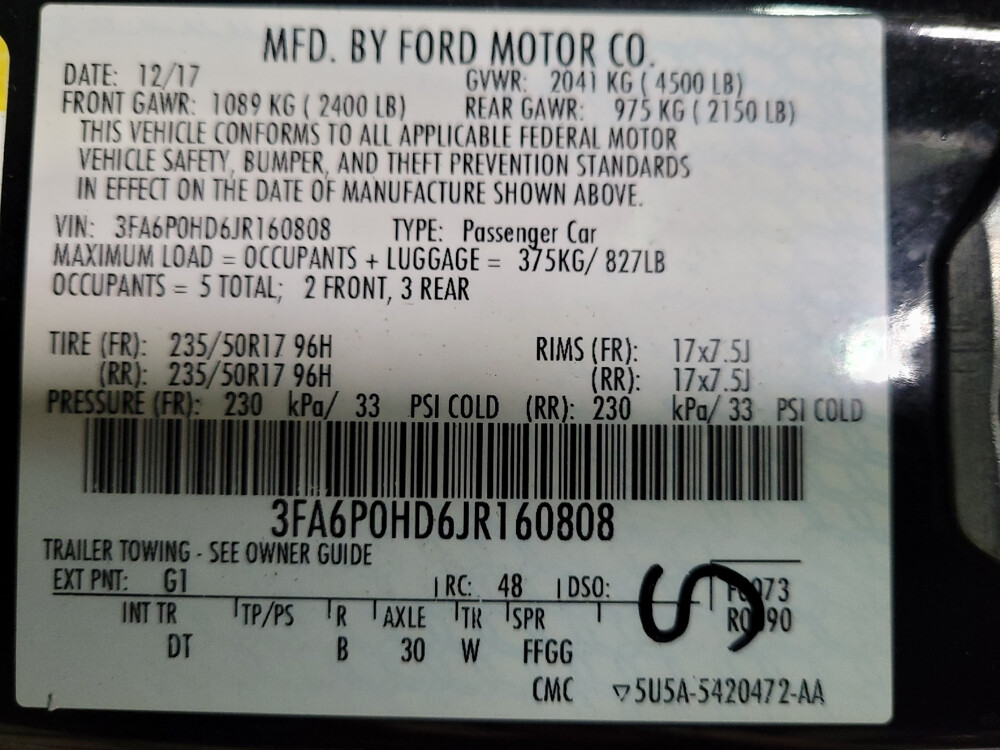 MFD. BY FORD MOTOR CO.
DATE: 12/17 GVWR: 2041 KG ( 4500 LB)
FRONT GAWR: 1089 KG ( 2400 LB) REAR GAWR: 975 KG ( 2150 LB)
THIS VEHICLE CONFORMS TO ALL APPLICABLE FEDERAL MOTOR
VEHICLE SAFETY, BUMPER, AND THEFT PREVENTION STANDARDS
IN EFFECT ON THE DATE OF MANUFACTURE SHOWN ABOVE.
VIN: 3FA6P0HD6JR160808 TYPE: Passenger Car
MAXIMUM LOAD = OCCUPANTS + LUGGAGE = 375KG/ 827LB
OCCUPANTS = 5 TOTAL; 2 FRONT, 3 REAR
TIRE (FR): 235/50R17 96H RIMS (FR): 17x7.5J
(RR): 235/50R17 96H (RR): 17x7.5J
PRESSURE (FR): 230 kPa/ 33 PSI COLD (RR): 230 kPa/ 33 PSI COLD
3FA6P0HD6JR160808
TRAILER TOWING - SEE OWNER GUIDE
EXT PNT: G1 RC: 48 DSO:
INT TR TP/PS R AXLE TR SPR
DT B 30 W FFGG
CMC ▽5U5A-5420472-AA